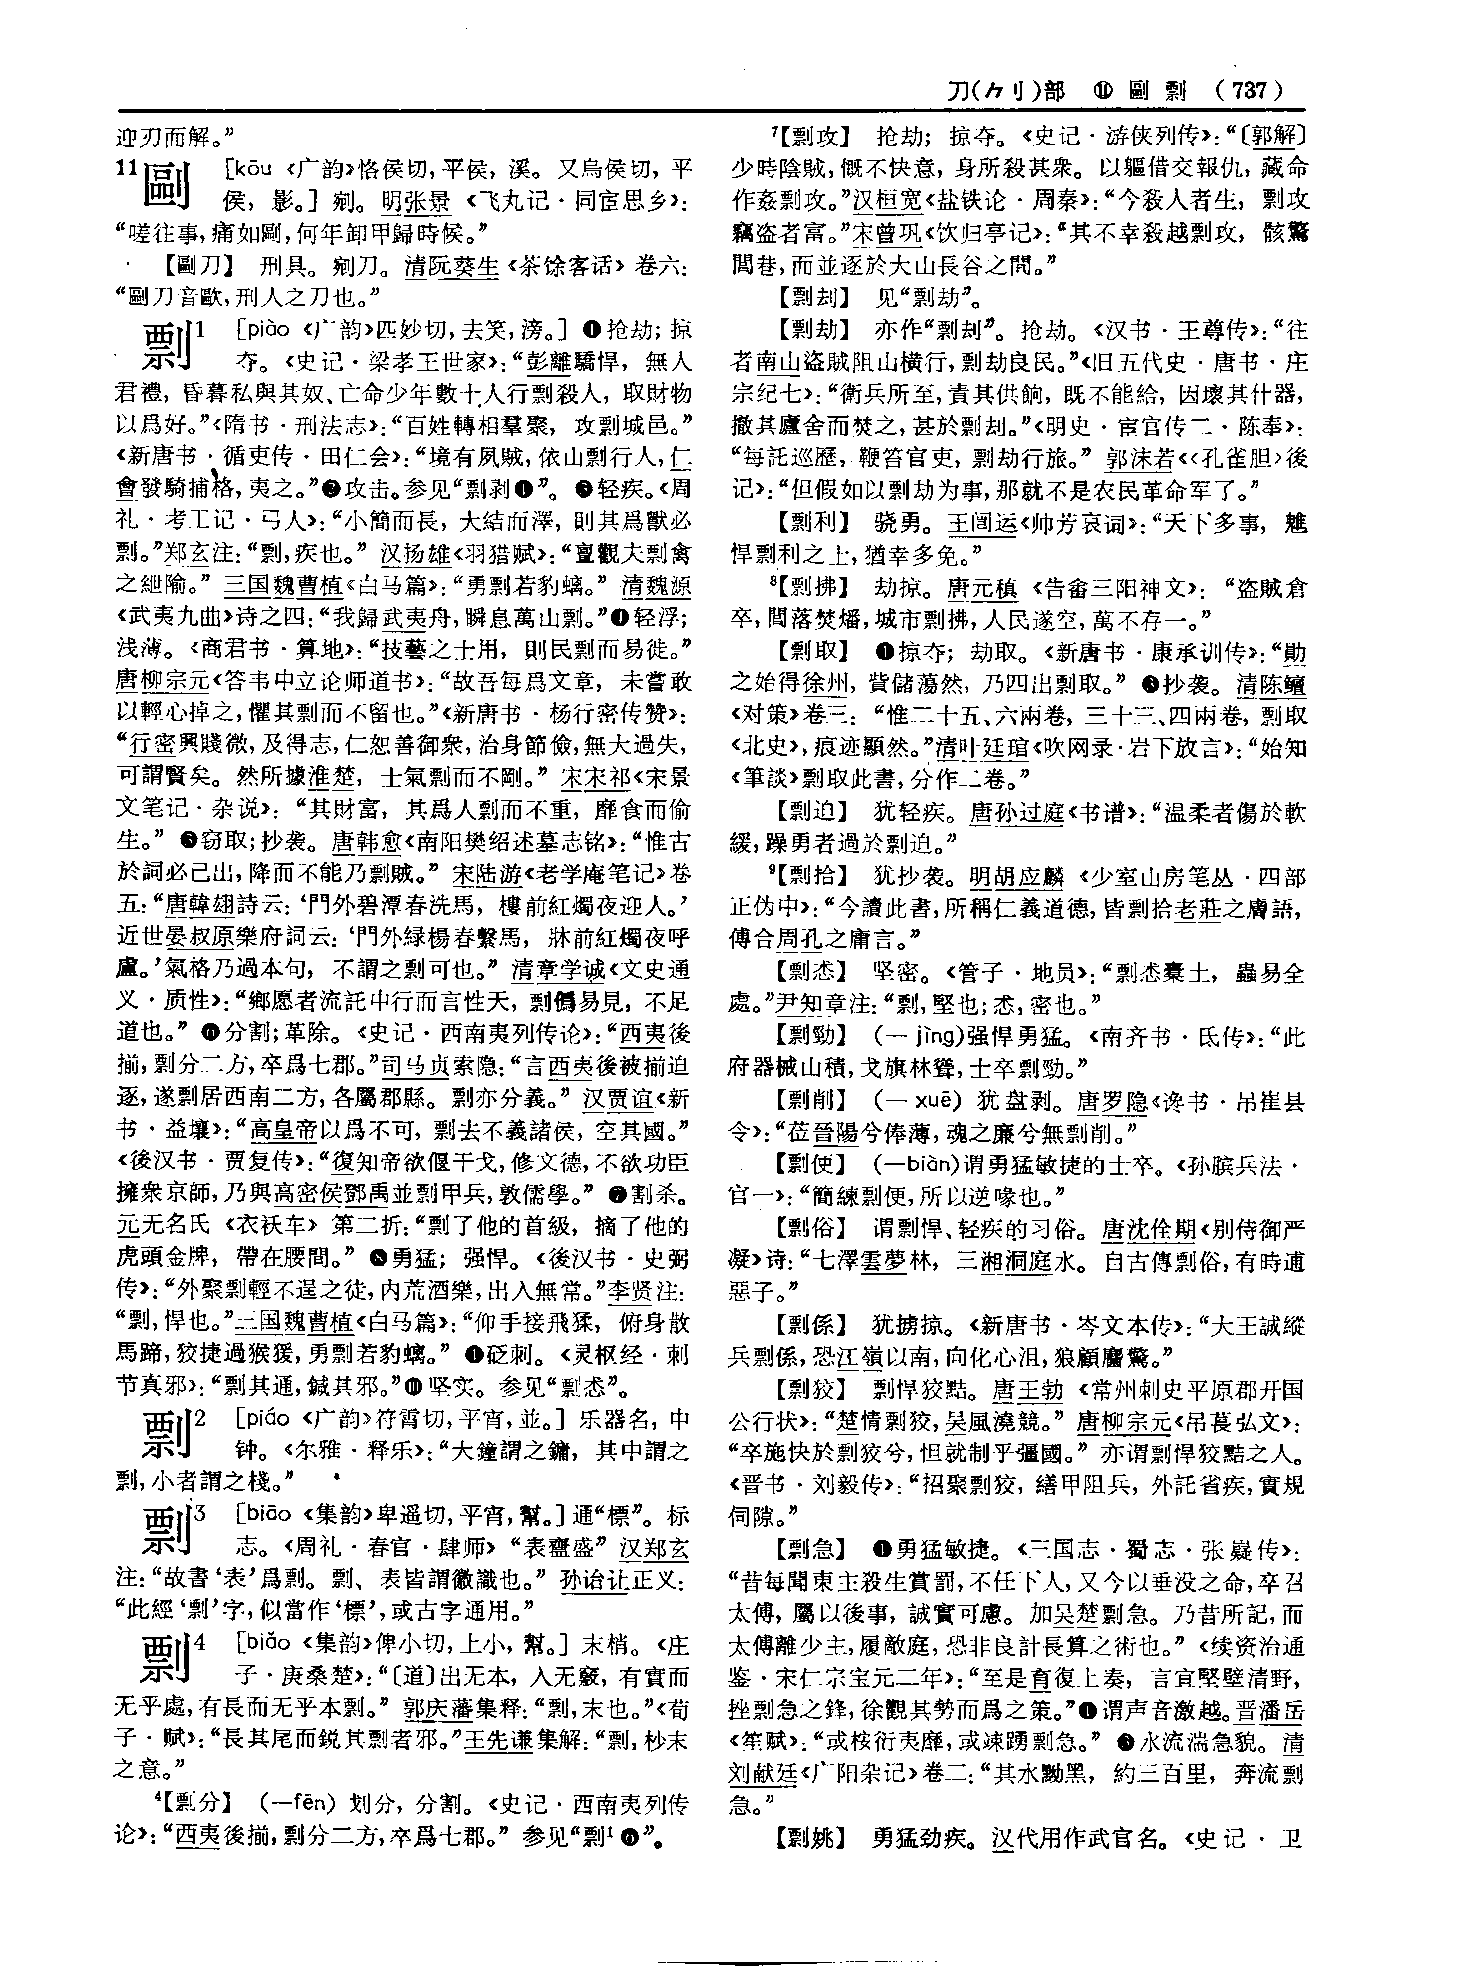 刀(⺈刂)部 ⑪ 剾 剽 (737)
迎刃而解。”
11剾 [kōu《广韵》恪侯切,平侯，溪。又烏侯切，平
侯，影。] 剜。明张景《飞丸记·同宦思乡》:
“嗟往事,痛如剾,何年卸甲歸時候。”
【剾刀】 刑具。剜刀。清阮葵生《茶馀客话》卷六:
“剾刀音歐,刑人之刀也。”
剽1 [piào《广韵》匹妙切,去笑,滂。] ❶抢劫; 掠
夺。《史记·梁孝王世家》:“彭離驕悍，無人
君禮，昏暮私與其奴、亡命少年數十人行剽殺人，取財物
以爲好。”《隋书·刑法志》:“百姓轉相羣聚，攻剽城邑。”
《新唐书·循吏传·田仁会》:“境有夙賊,依山剽行人,仁
會發騎捕格,夷之。”❷攻击。参见“剽剥❶”。 ❸轻疾。《周
礼·考工记·弓人》:“小簡而長，大結而澤，則其爲獸必
剽。”郑玄注:“剽,疾也。” 汉扬雄《羽猎赋》:“亶觀夫剽禽
之紲隃。” 三国魏曹植《白马篇》:“勇剽若豹螭。” 清魏源
《武夷九曲》诗之四:“我歸武夷舟,瞬息萬山剽。”❹轻浮;
浅薄。《商君书·算地》:“技藝之士用，則民剽而易徙。”
唐柳宗元《答韦中立论师道书》:“故吾每爲文章，未嘗敢
以輕心掉之,懼其剽而不留也。”《新唐书·杨行密传赞》:
“行密興賤微,及得志,仁恕善御衆,治身節儉,無大過失,
可謂賢矣。然所據淮楚，士氣剽而不剛。” 宋宋祁《宋景
文笔记·杂说》: “其財富，其爲人剽而不重，靡食而偷
生。” ❺窃取;抄袭。唐韩愈《南阳樊绍述墓志铭》:“惟古
於詞必己出,降而不能乃剽賊。” 宋陆游《老学庵笔记》卷
五:“唐韓翃詩云:‘門外碧潭春洗馬，樓前紅燭夜迎人。’
近世晏叔原樂府詞云:‘門外緑楊春繫馬，牀前紅燭夜呼
盧。’氣格乃過本句，不謂之剽可也。” 清章学诚《文史通
义·质性》:“鄉愿者流託中行而言性天，剽僞易見，不足
道也。” ❻分割;革除。《史记·西南夷列传论》:“西夷後
揃,剽分二方,卒爲七郡。”司马贞索隐:“言西夷後被揃迫
逐,遂剽居西南二方,各屬郡縣。剽亦分義。” 汉贾谊《新
书·益壤》:“高皇帝以爲不可，剽去不義諸侯，空其國。”
《後汉书·贾复传》:“復知帝欲偃干戈,修文德,不欲功臣
擁衆京師,乃與高密侯鄧禹並剽甲兵,敦儒學。” ❼割杀。
元无名氏《衣袄车》第二折:“剽了他的首級，摘了他的
虎頭金牌，帶在腰間。” ❽勇猛; 强悍。《後汉书·史弼
传》:“外聚剽輕不逞之徒,内荒酒樂,出入無常。”李贤注:
“剽,悍也。”三国魏曹植《白马篇》:“仰手接飛猱，俯身散
馬蹄,狡捷過猴猨,勇剽若豹螭。” ❾砭刺。《灵枢经·刺
节真邪》:“剽其通,鍼其邪。”❿坚实。参见“剽悫”。
剽2 [piáo《广韵》符霄切,平宵,並。] 乐器名，中
钟。《尔雅·释乐》:“大鐘謂之鏞，其中謂之
剽,小者謂之棧。”
剽3 [biāo《集韵》卑遥切,平宵,幫。]通“標”。标
志。《周礼·春官·肆师》“表齍盛” 汉郑玄
注:“故書‘表’爲剽。剽、表皆謂徽識也。” 孙诒让正义:
“此經‘剽’字,似當作‘標’,或古字通用。”
剽4 [biǎo《集韵》俾小切,上小，幫。] 末梢。《庄
子·庚桑楚》:“〔道〕出无本，入无竅，有實而
无乎處,有長而无乎本剽。” 郭庆藩集释:“剽,末也。”《荀
子·赋》:“長其尾而鋭其剽者邪。”王先谦集解:“剽,杪末
之意。”
4【剽分】 (—fēn) 划分，分割。《史记·西南夷列传
论》:“西夷後揃,剽分二方,卒爲七郡。” 参见“剽1❻”。
7【剽攻】 抢劫; 掠夺。《史记·游侠列传》:“〔郭解〕
少時陰賊,慨不快意，身所殺甚衆。以軀借交報仇，藏命
作姦剽攻。”汉桓宽《盐铁论·周秦》:“今殺人者生，剽攻
竊盗者富。”宋曾巩《饮归亭记》:“其不幸殺越剽攻，駭驚
閭巷,而並逐於大山長谷之間。”
【剽刦】 见“剽劫”。
【剽劫】 亦作“剽刦”。抢劫。《汉书·王尊传》:“往
者南山盗賊阻山横行,剽劫良民。”《旧五代史·唐书·庄
宗纪七》:“衛兵所至,責其供餉，既不能給，因壞其什器，
撤其廬舍而焚之,甚於剽刦。”《明史·宦官传二·陈奉》:
“每託巡歷，鞭笞官吏，剽劫行旅。” 郭沫若《〈孔雀胆〉後
记》:“但假如以剽劫为事,那就不是农民革命军了。”
【剽利】 骁勇。王闿运《帅芳哀词》:“天下多事，雖
悍剽利之上,猶幸多免。”
8【剽拂】 劫掠。唐元稹《告畲三阳神文》: “盗賊倉
卒,閭落焚燔,城市剽拂,人民遂空,萬不存一。”
【剽取】 ❶掠夺; 劫取。《新唐书·康承训传》:“勛
之始得徐州，貲儲蕩然，乃四出剽取。” ❷抄袭。清陈鳣
《对策》卷三: “惟二十五、六兩卷，三十三、四兩卷，剽取
《北史》,痕迹顯然。”清叶廷琯《吹网录·岩下放言》:“始知
《筆談》剽取此書,分作二卷。”
【剽迫】 犹轻疾。唐孙过庭《书谱》:“温柔者傷於軟
緩,躁勇者過於剽迫。”
9【剽拾】 犹抄袭。明胡应麟《少室山房笔丛·四部
正伪中》:“今讀此書,所稱仁義道德,皆剽拾老莊之膚語,
傅合周孔之庸言。”
【剽悫】 坚密。《管子·地员》:“剽悫橐土，蟲易全
處。”尹知章注:“剽,堅也;悫,密也。”
【剽勁】 (— jìng)强悍勇猛。《南齐书·氐传》:“此
府器械山積,戈旗林聳,士卒剽勁。”
【剽削】 (— xuē) 犹盘剥。唐罗隐《谗书·吊崔县
令》:“莅晉陽兮俸薄,魂之廉兮無剽削。”
【剽便】 (—biàn)谓勇猛敏捷的士卒。《孙膑兵法·
官一》:“簡練剽便,所以逆喙也。”
【剽俗】 谓剽悍、轻疾的习俗。唐沈佺期《别侍御严
凝》诗:“七澤雲夢林，三湘洞庭水。自古傳剽俗,有時逋
惡子。”
【剽係】 犹掳掠。《新唐书·岑文本传》:“大王誠縱
兵剽係,恐江嶺以南,向化心沮,狼顧麕驚。”
【剽狡】 剽悍狡黠。唐王勃《常州刺史平原郡开国
公行状》:“楚情剽狡,吴風澆競。” 唐柳宗元《吊苌弘文》:
“卒施快於剽狡兮,怛就制乎彊國。” 亦谓剽悍狡黠之人。
《晋书·刘毅传》:“招聚剽狡，繕甲阻兵，外託省疾,實規
伺隙。”
【剽急】 ❶勇猛敏捷。《三国志·蜀志·张嶷传》:
“昔每聞東主殺生賞罰,不任下人,又今以垂没之命,卒召
太傅，屬以後事，誠實可慮。加吴楚剽急。乃昔所記,而
太傅離少主,履敵庭,恐非良計長算之術也。” 《续资治通
鉴·宋仁宗宝元二年》:“至是育復上奏，言宜堅壁清野，
挫剽急之鋒,徐觀其勢而爲之策。”❷谓声音激越。晋潘岳
《笙赋》:“或桉衍夷靡,或竦踴剽急。” ❸水流湍急貌。清
刘献廷《广阳杂记》卷二:“其水黝黑，約三百里，奔流剽
急。”
【剽姚】 勇猛劲疾。汉代用作武官名。《史记·卫